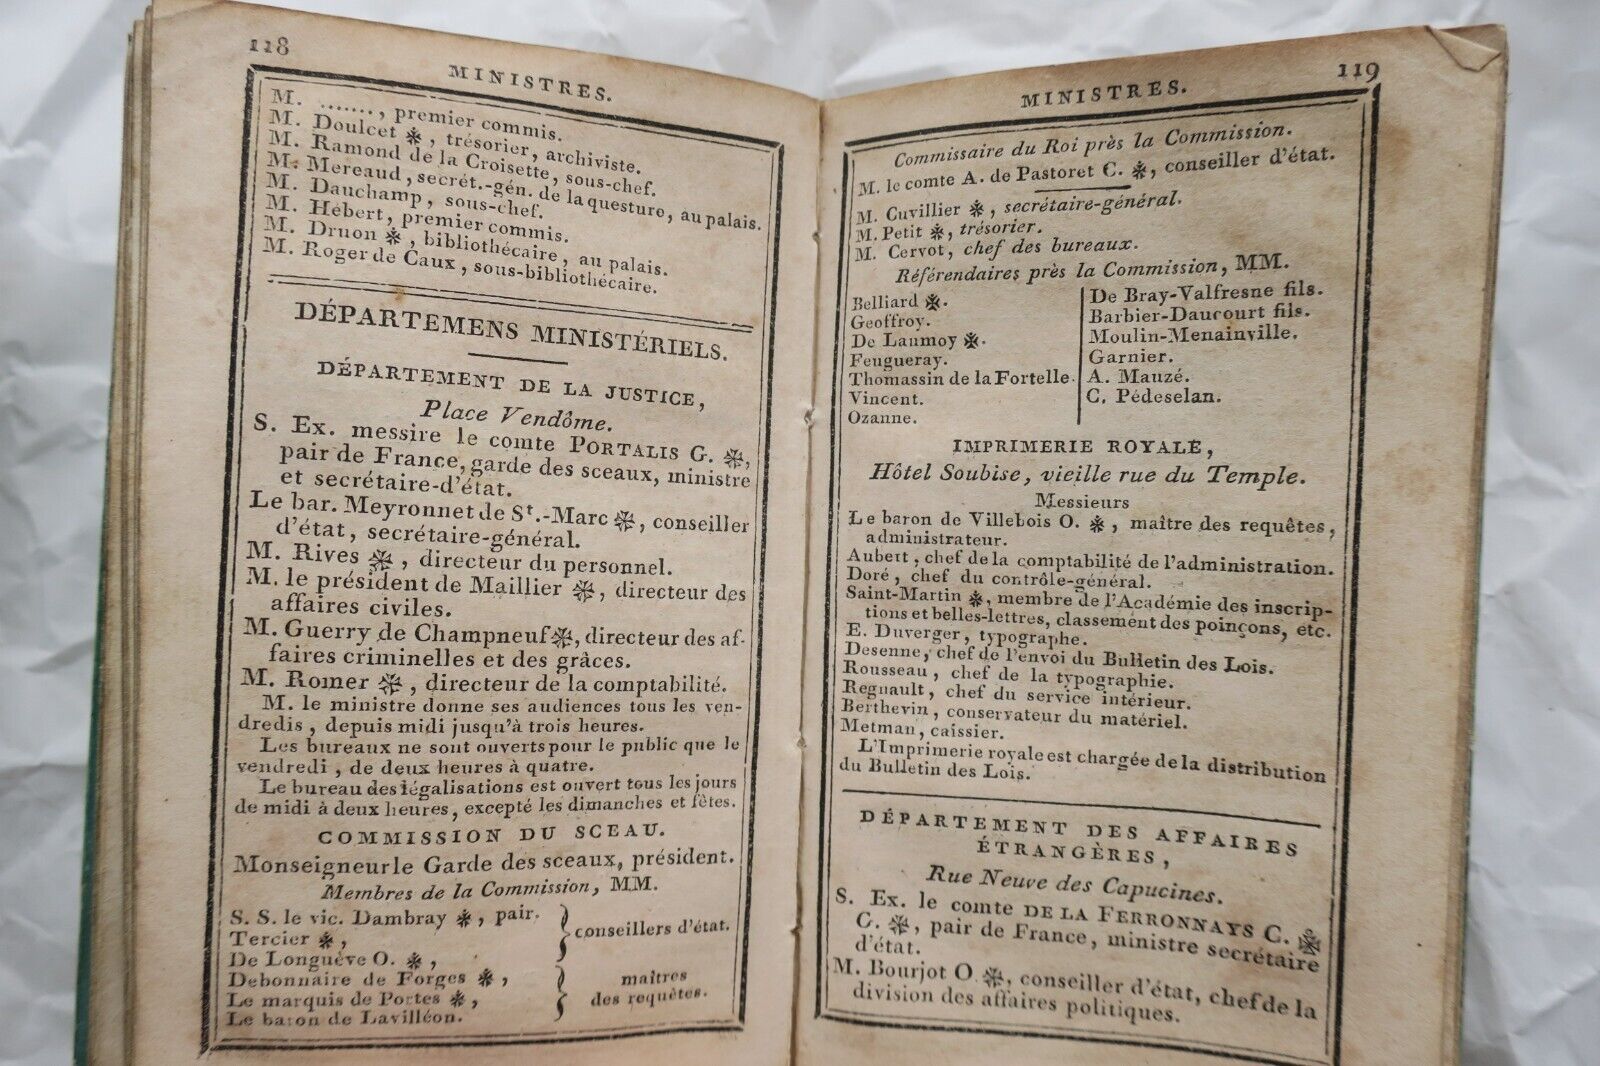 118
MINISTRES.
M. ......., premier commis.
M. Doulcet ✠, trésorier, archiviste.
M. Ramond de la Croisette, sous-chef.
M. Mereaud, secrét.-gén. de la questure, au palais.
M. Dauchamp, sous-chef.
M. Hébert, premier commis.
M. Druon ✠, bibliothécaire, au palais.
M. Roger de Caux, sous-bibliothécaire.
DÉPARTEMENS MINISTÉRIELS.
DÉPARTEMENT DE LA JUSTICE,
Place Vendôme.
S. Ex. messire le comte PORTALIS G. ✠,
pair de France, garde des sceaux, ministre
et secrétaire-d'état.
Le bar. Meyronnet de St.-Marc ✠, conseiller
d'état, secrétaire-général.
M. Rives ✠, directeur du personnel.
M. le président de Maillier ✠, directeur des
affaires civiles.
M. Guerry de Champneuf ✠, directeur des af-
faires criminelles et des grâces.
M. Romer ✠, directeur de la comptabilité.
M. le ministre donne ses audiences tous les ven-
dredis, depuis midi jusqu'à trois heures.
Les bureaux ne sont ouverts pour le public que le
vendredi, de deux heures à quatre.
Le bureau des légalisations est ouvert tous les jours
de midi à deux heures, excepté les dimanches et fêtes.
COMMISSION DU SCEAU.
Monseigneur le Garde des sceaux, président.
Membres de la Commission, MM.
S. S. le vic. Dambray ✠, pair.
Tercier ✠,
De Longuève O. ✠,
conseillers d'état.
Debonnaire de Forges ✠,
Le marquis de Portes ✠,
Le baron de Lavilléon.
maîtres
des requêtes.
119
MINISTRES.
Commissaire du Roi près la Commission.
M. le comte A. de Pastoret C. ✠, conseiller d'état.
M. Cuvillier ✠, secrétaire-général.
M. Petit ✠, trésorier.
M. Cervot, chef des bureaux.
Référendaires près la Commission, MM.
Belliard ✠.
Geoffroy.
De Laumoy ✠.
Feugueray.
Thomassin de la Fortelle.
Vincent.
Ozanne.
De Bray-Valfresne fils.
Barbier-Daucourt fils.
Moulin-Menainville.
Garnier.
A. Mauzé.
C. Pédeselan.
IMPRIMERIE ROYALE,
Hôtel Soubise, vieille rue du Temple.
Messieurs
Le baron de Villebois O. ✠, maître des requêtes,
administrateur.
Aubert, chef de la comptabilité de l'administration.
Doré, chef du contrôle-général.
Saint-Martin ✠, membre de l'Académie des inscrip-
tions et belles-lettres, classement des poinçons, etc.
E. Duverger, typographe.
Desenne, chef de l'envoi du Bulletin des Lois.
Rousseau, chef de la typographie.
Regnault, chef du service intérieur.
Berthevin, conservateur du matériel.
Metman, caissier.
L'Imprimerie royale est chargée de la distribution
du Bulletin des Lois.
DÉPARTEMENT DES AFFAIRES
ÉTRANGÈRES,
Rue Neuve des Capucines.
S. Ex. le comte DE LA FERRONNAYS C. ✠
G. ✠, pair de France, ministre secrétaire
d'état.
M. Bourjot O ✠, conseiller d'état, chef de la
division des affaires politiques.